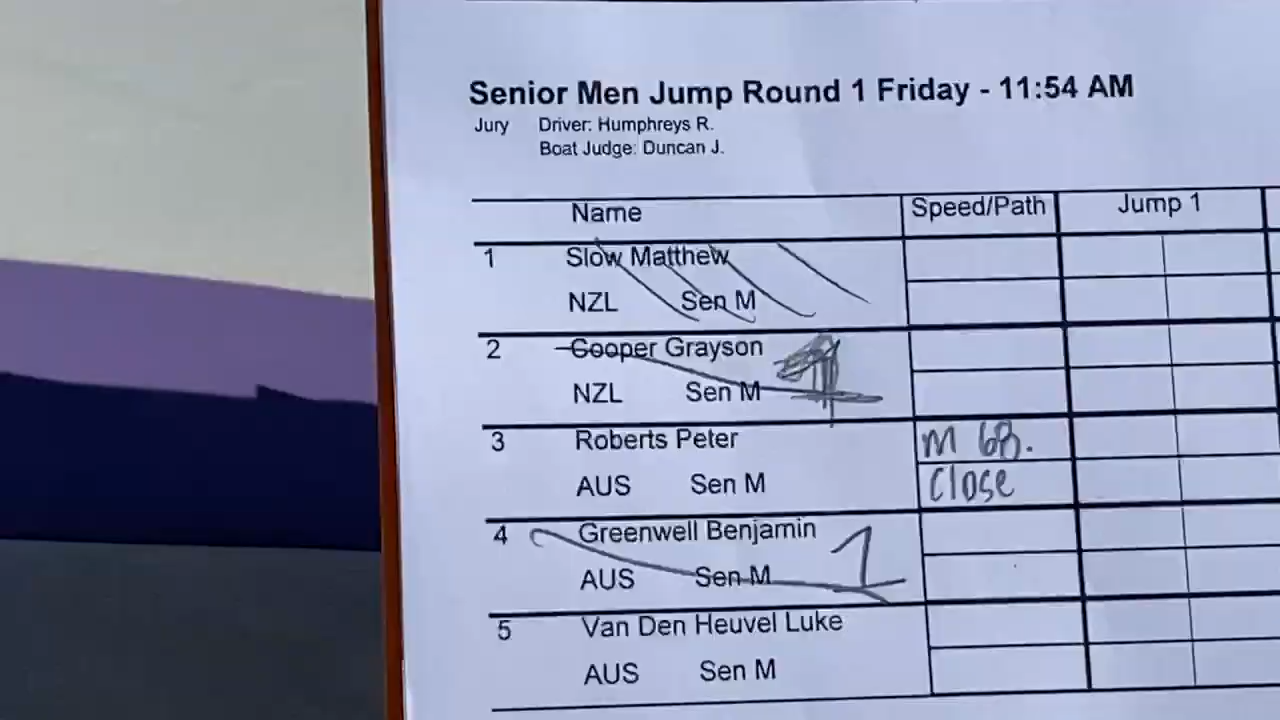 Senior Men Jump Round 1 Friday - 11:54 AM
Jury Driver: Humphreys R.
Boat Judge: Duncan J.
Name Speed/Path Jump 1
1 Slow Matthew
NZL Sen M
2 Cooper Grayson
NZL Sen M
3 Roberts Peter M 6B.
AUS Sen M Close
4 Greenwell Benjamin 1
AUS Sen M
5 Van Den Heuvel Luke
AUS Sen M